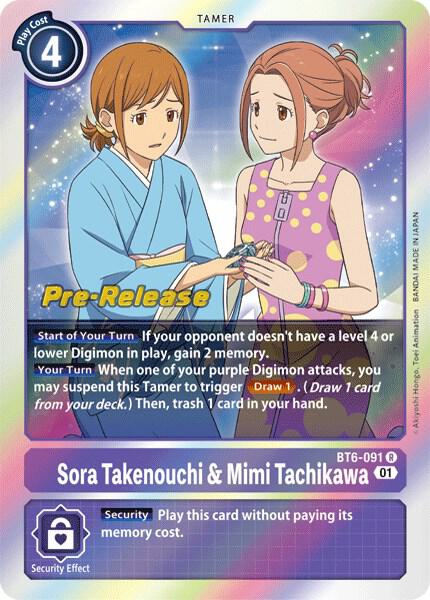 TAMER
Play Cost
4
Pre-Release
Start of Your Turn If your opponent doesn't have a level 4 or
lower Digimon in play, gain 2 memory.
Your Turn When one of your purple Digimon attacks, you
may suspend this Tamer to trigger Draw 1. (Draw 1 card
from your deck.) Then, trash 1 card in your hand.
©Akiyoshi Hongo, Toei Animation BANDAI MADE IN JAPAN
BT6-091 R
Sora Takenouchi & Mimi Tachikawa 01
Security Play this card without paying its
memory cost.
Security Effect